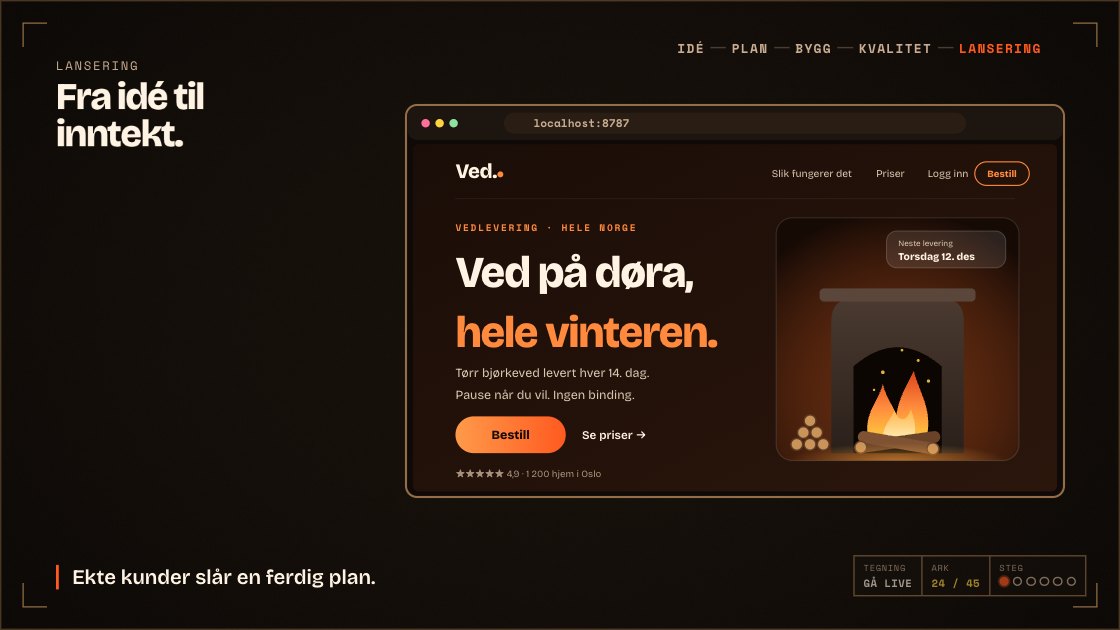 IDÉ — PLAN — BYGG — KVALITET — LANSERING
LANSERING
Fra idé til
inntekt.
localhost:8787
Ved.
Slik fungerer det
Priser
Logg inn
Bestill
VEDLEVERING · HELE NORGE
Ved på døra,
hele vinteren.
Tørr bjørkeved levert hver 14. dag.
Pause når du vil. Ingen binding.
Bestill
Se priser →
★★★★★ 4,9 · 1 200 hjem i Oslo
Neste levering
Torsdag 12. des
Ekte kunder slår en ferdig plan.
TEGNING
GÅ LIVE
ARK
24 / 45
STEG